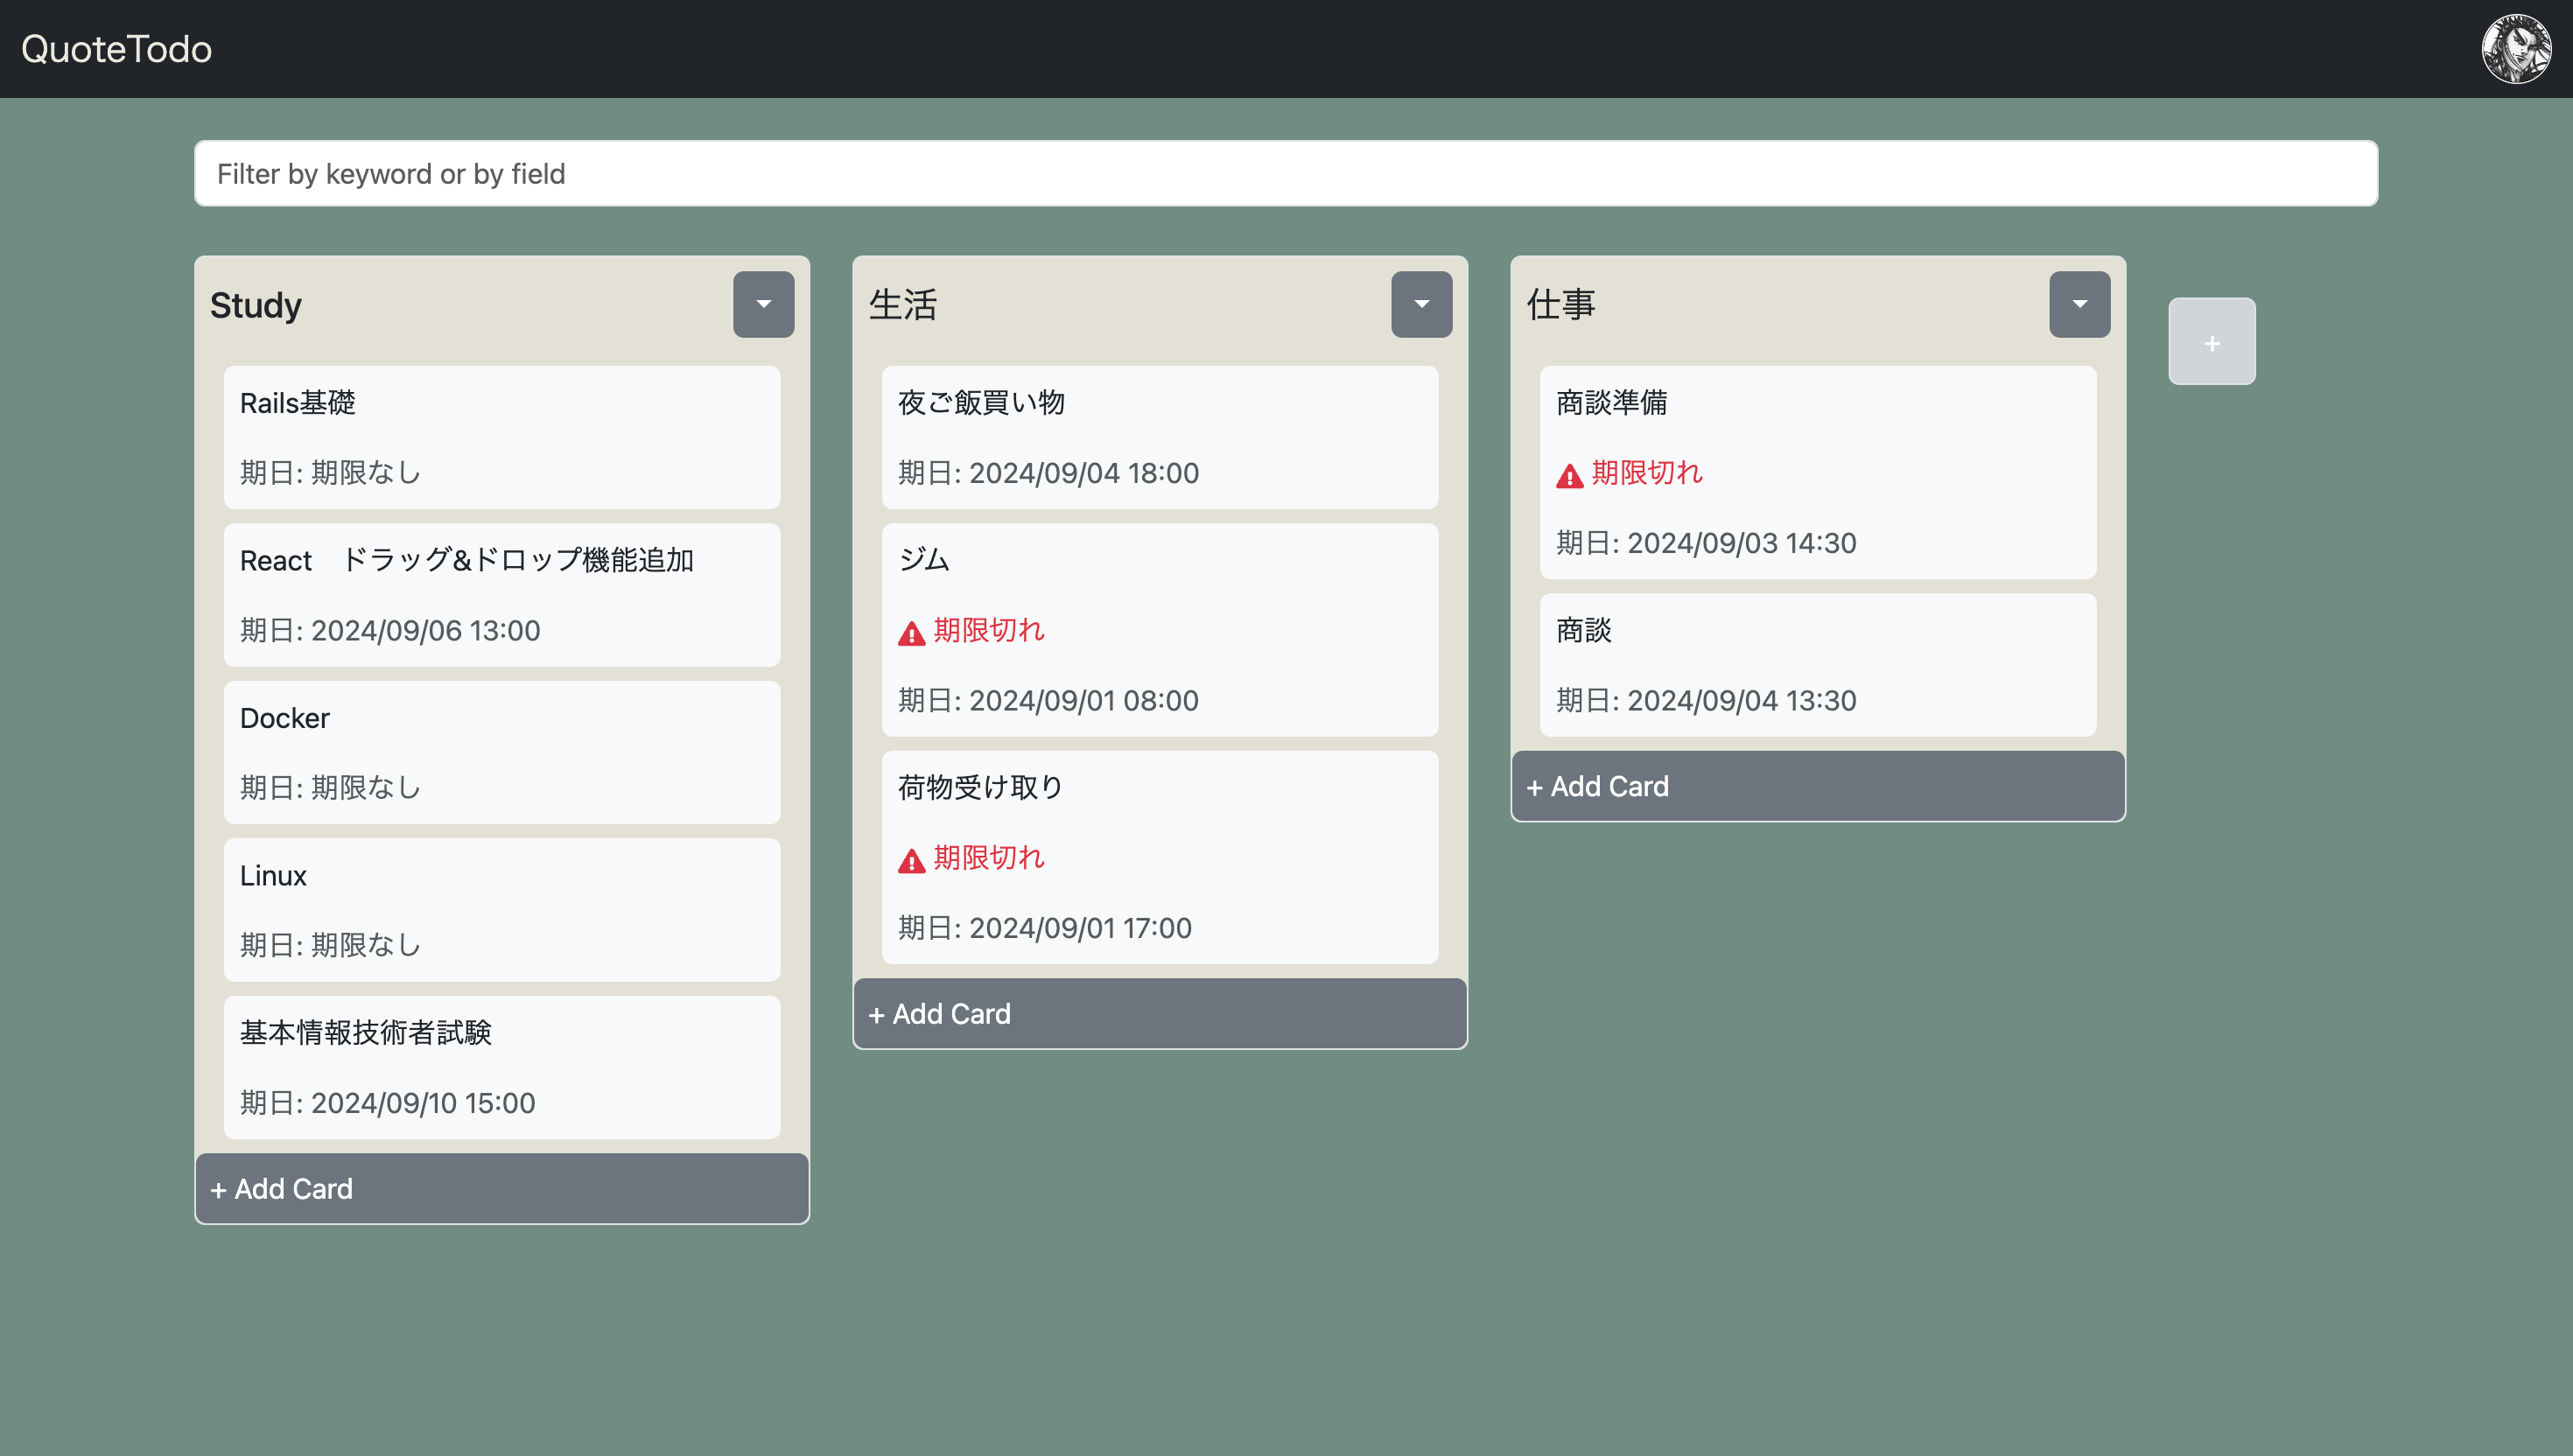 QuoteTodo
Filter by keyword or by field
Study
Rails基礎
期日: 期限なし
React　ドラッグ&ドロップ機能追加
期日: 2024/09/06 13:00
Docker
期日: 期限なし
Linux
期日: 期限なし
基本情報技術者試験
期日: 2024/09/10 15:00
+ Add Card
生活
夜ご飯買い物
期日: 2024/09/04 18:00
ジム
期限切れ
期日: 2024/09/01 08:00
荷物受け取り
期限切れ
期日: 2024/09/01 17:00
+ Add Card
仕事
商談準備
期限切れ
期日: 2024/09/03 14:30
商談
期日: 2024/09/04 13:30
+ Add Card
+